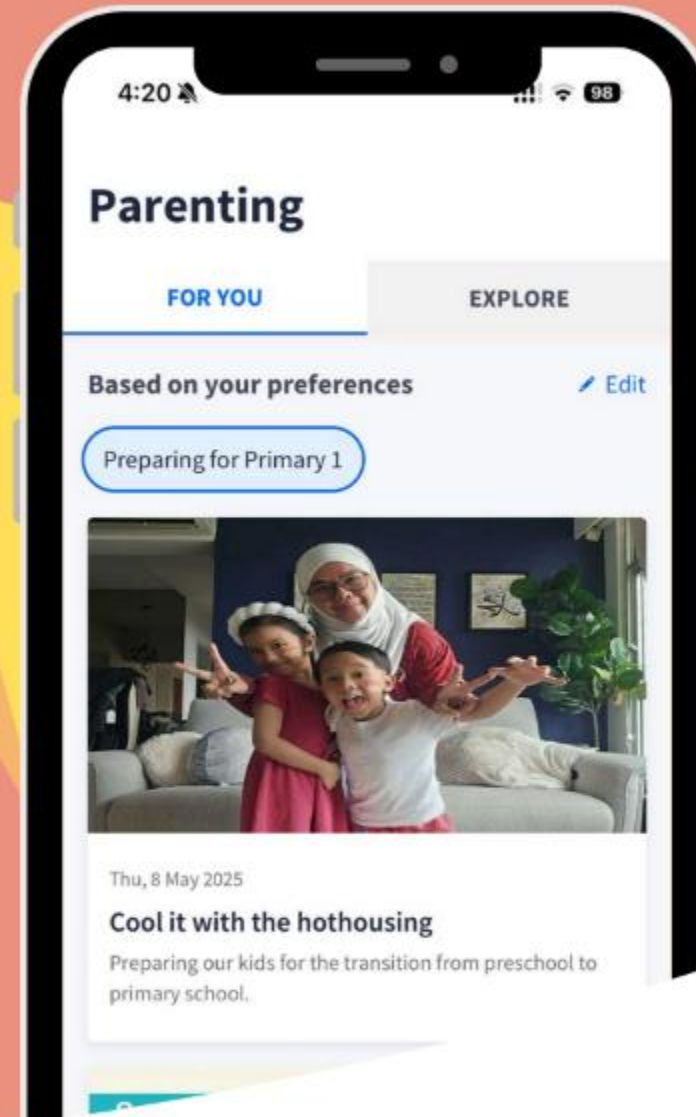 4:20
98
Parenting
FOR YOU
EXPLORE
Based on your preferences
Edit
Preparing for Primary 1
Thu, 8 May 2025
Cool it with the hothousing
Preparing our kids for the transition from preschool to
primary school.